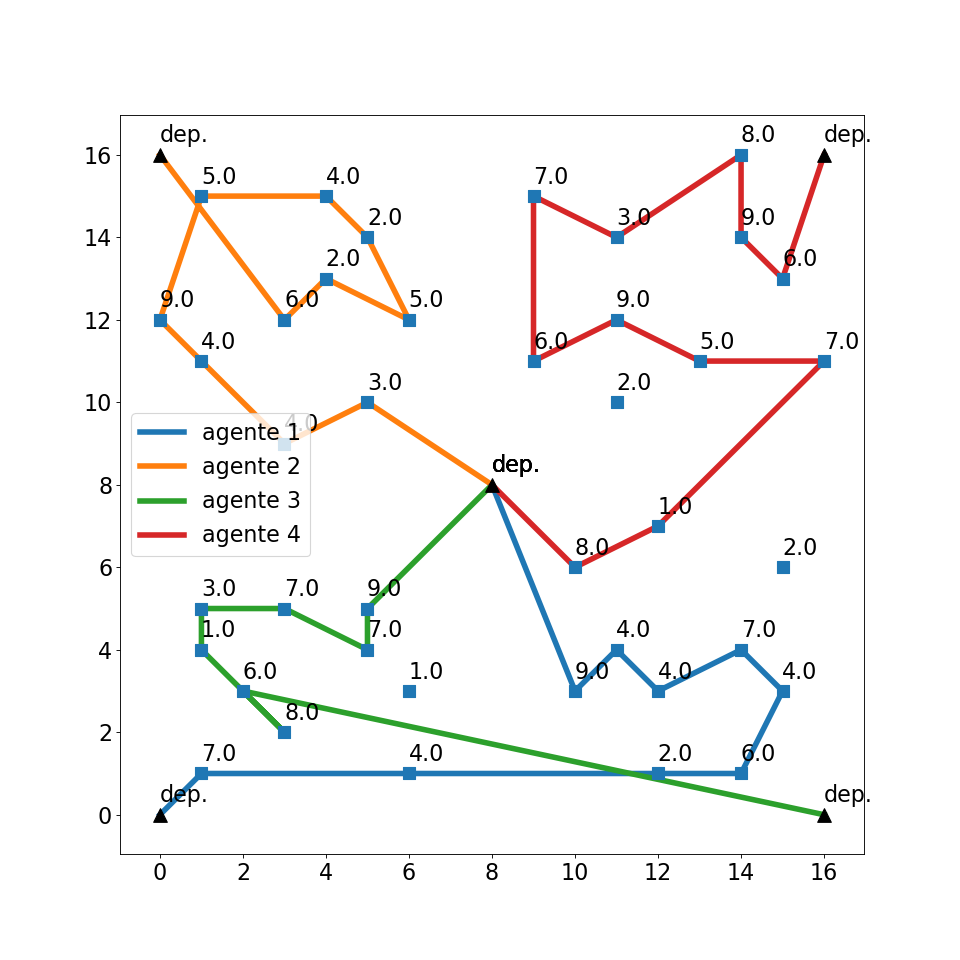 dep. 8.0 dep.
16
5.0 4.0 7.0
2.0 3.0 9.0
14
2.0 6.0
9.0 6.0 5.0 9.0
12
4.0 6.0 5.0 7.0
3.0 2.0
10
4.0
agente 1
agente 2
agente 3
agente 4
dep.
8
1.0
8.0 2.0
6
3.0 7.0 9.0
1.0 7.0 4.0 7.0
4
6.0 1.0 9.0 4.0 4.0
8.0
2
7.0 4.0 2.0 6.0
dep. dep.
0
0 2 4 6 8 10 12 14 16